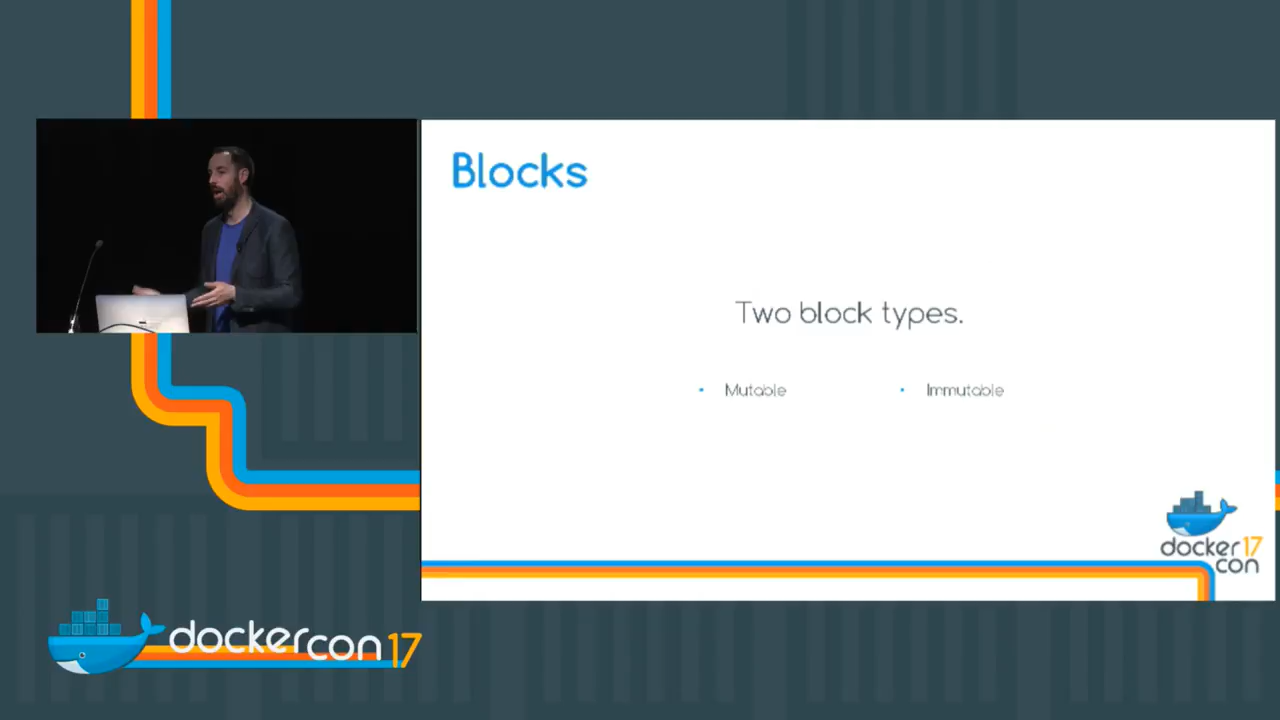 Blocks
Two block types.
• Mutable
• Immutable
docker 17
con
dockercon 17